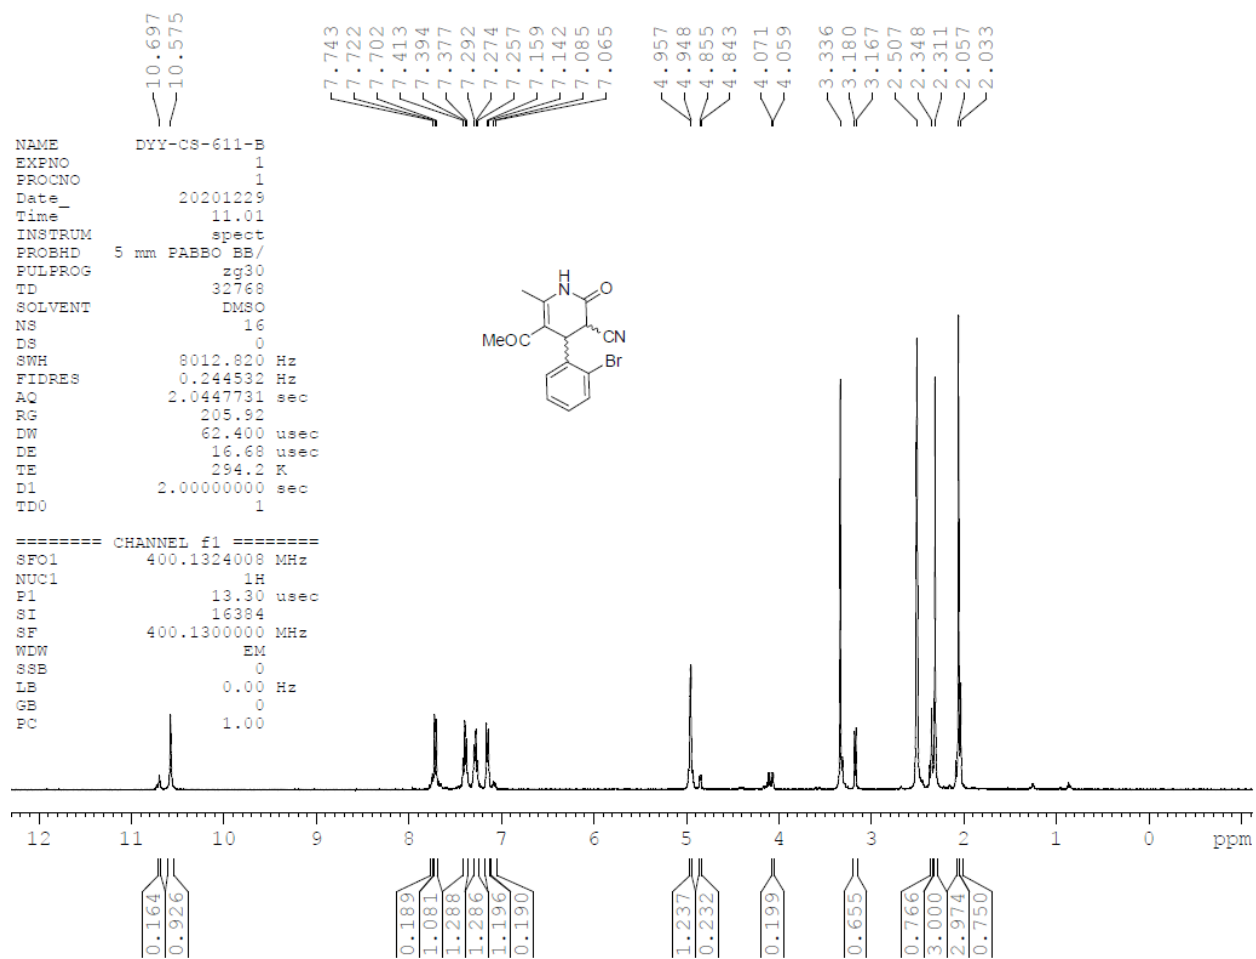 10.697
10.575
7.743
7.722
7.702
7.413
7.394
7.377
7.292
7.274
7.257
7.159
7.142
7.085
7.065
4.957
4.948
4.855
4.843
4.071
4.059
3.336
3.180
3.167
2.507
2.348
2.311
2.057
2.033
NAME DYY-CS-611-B
EXPNO 1
PROCNO 1
Date_ 20201229
Time 11.01
INSTRUM spect
PROBHD 5 mm PABBO BB/
PULPROG zg30
TD 32768
SOLVENT DMSO
NS 16
DS 0
SWH 8012.820 Hz
FIDRES 0.244532 Hz
AQ 2.0447731 sec
RG 205.92
DW 62.400 usec
DE 16.68 usec
TE 294.2 K
D1 2.00000000 sec
TD0 1
======== CHANNEL f1 ========
SFO1 400.1324008 MHz
NUC1 1H
P1 13.30 usec
SI 16384
SF 400.1300000 MHz
WDW EM
SSB 0
LB 0.00 Hz
GB 0
PC 1.00
H
N
O
MeOC
CN
Br
12 11 10 9 8 7 6 5 4 3 2 1 0 ppm
0.164
0.926
0.189
1.081
1.288
1.286
1.196
0.190
1.237
0.232
0.199
0.655
0.766
3.000
2.974
0.750